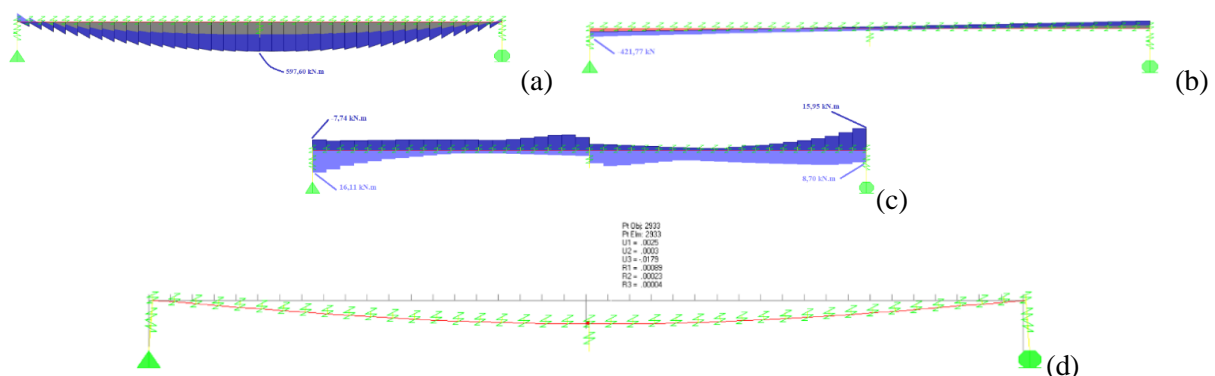 (a)
597,60 kN.m
-421,77 kN
(b)
-7,74 kN.m
15,95 kN.m
16,11 kN.m
8,70 kN.m
(c)
Pt Obj: 2933
Pt Elm: 2933
U1 = .0025
U2 = .0003
U3 = -.0179
R1 = .00089
R2 = .00023
R3 = .00004
(d)